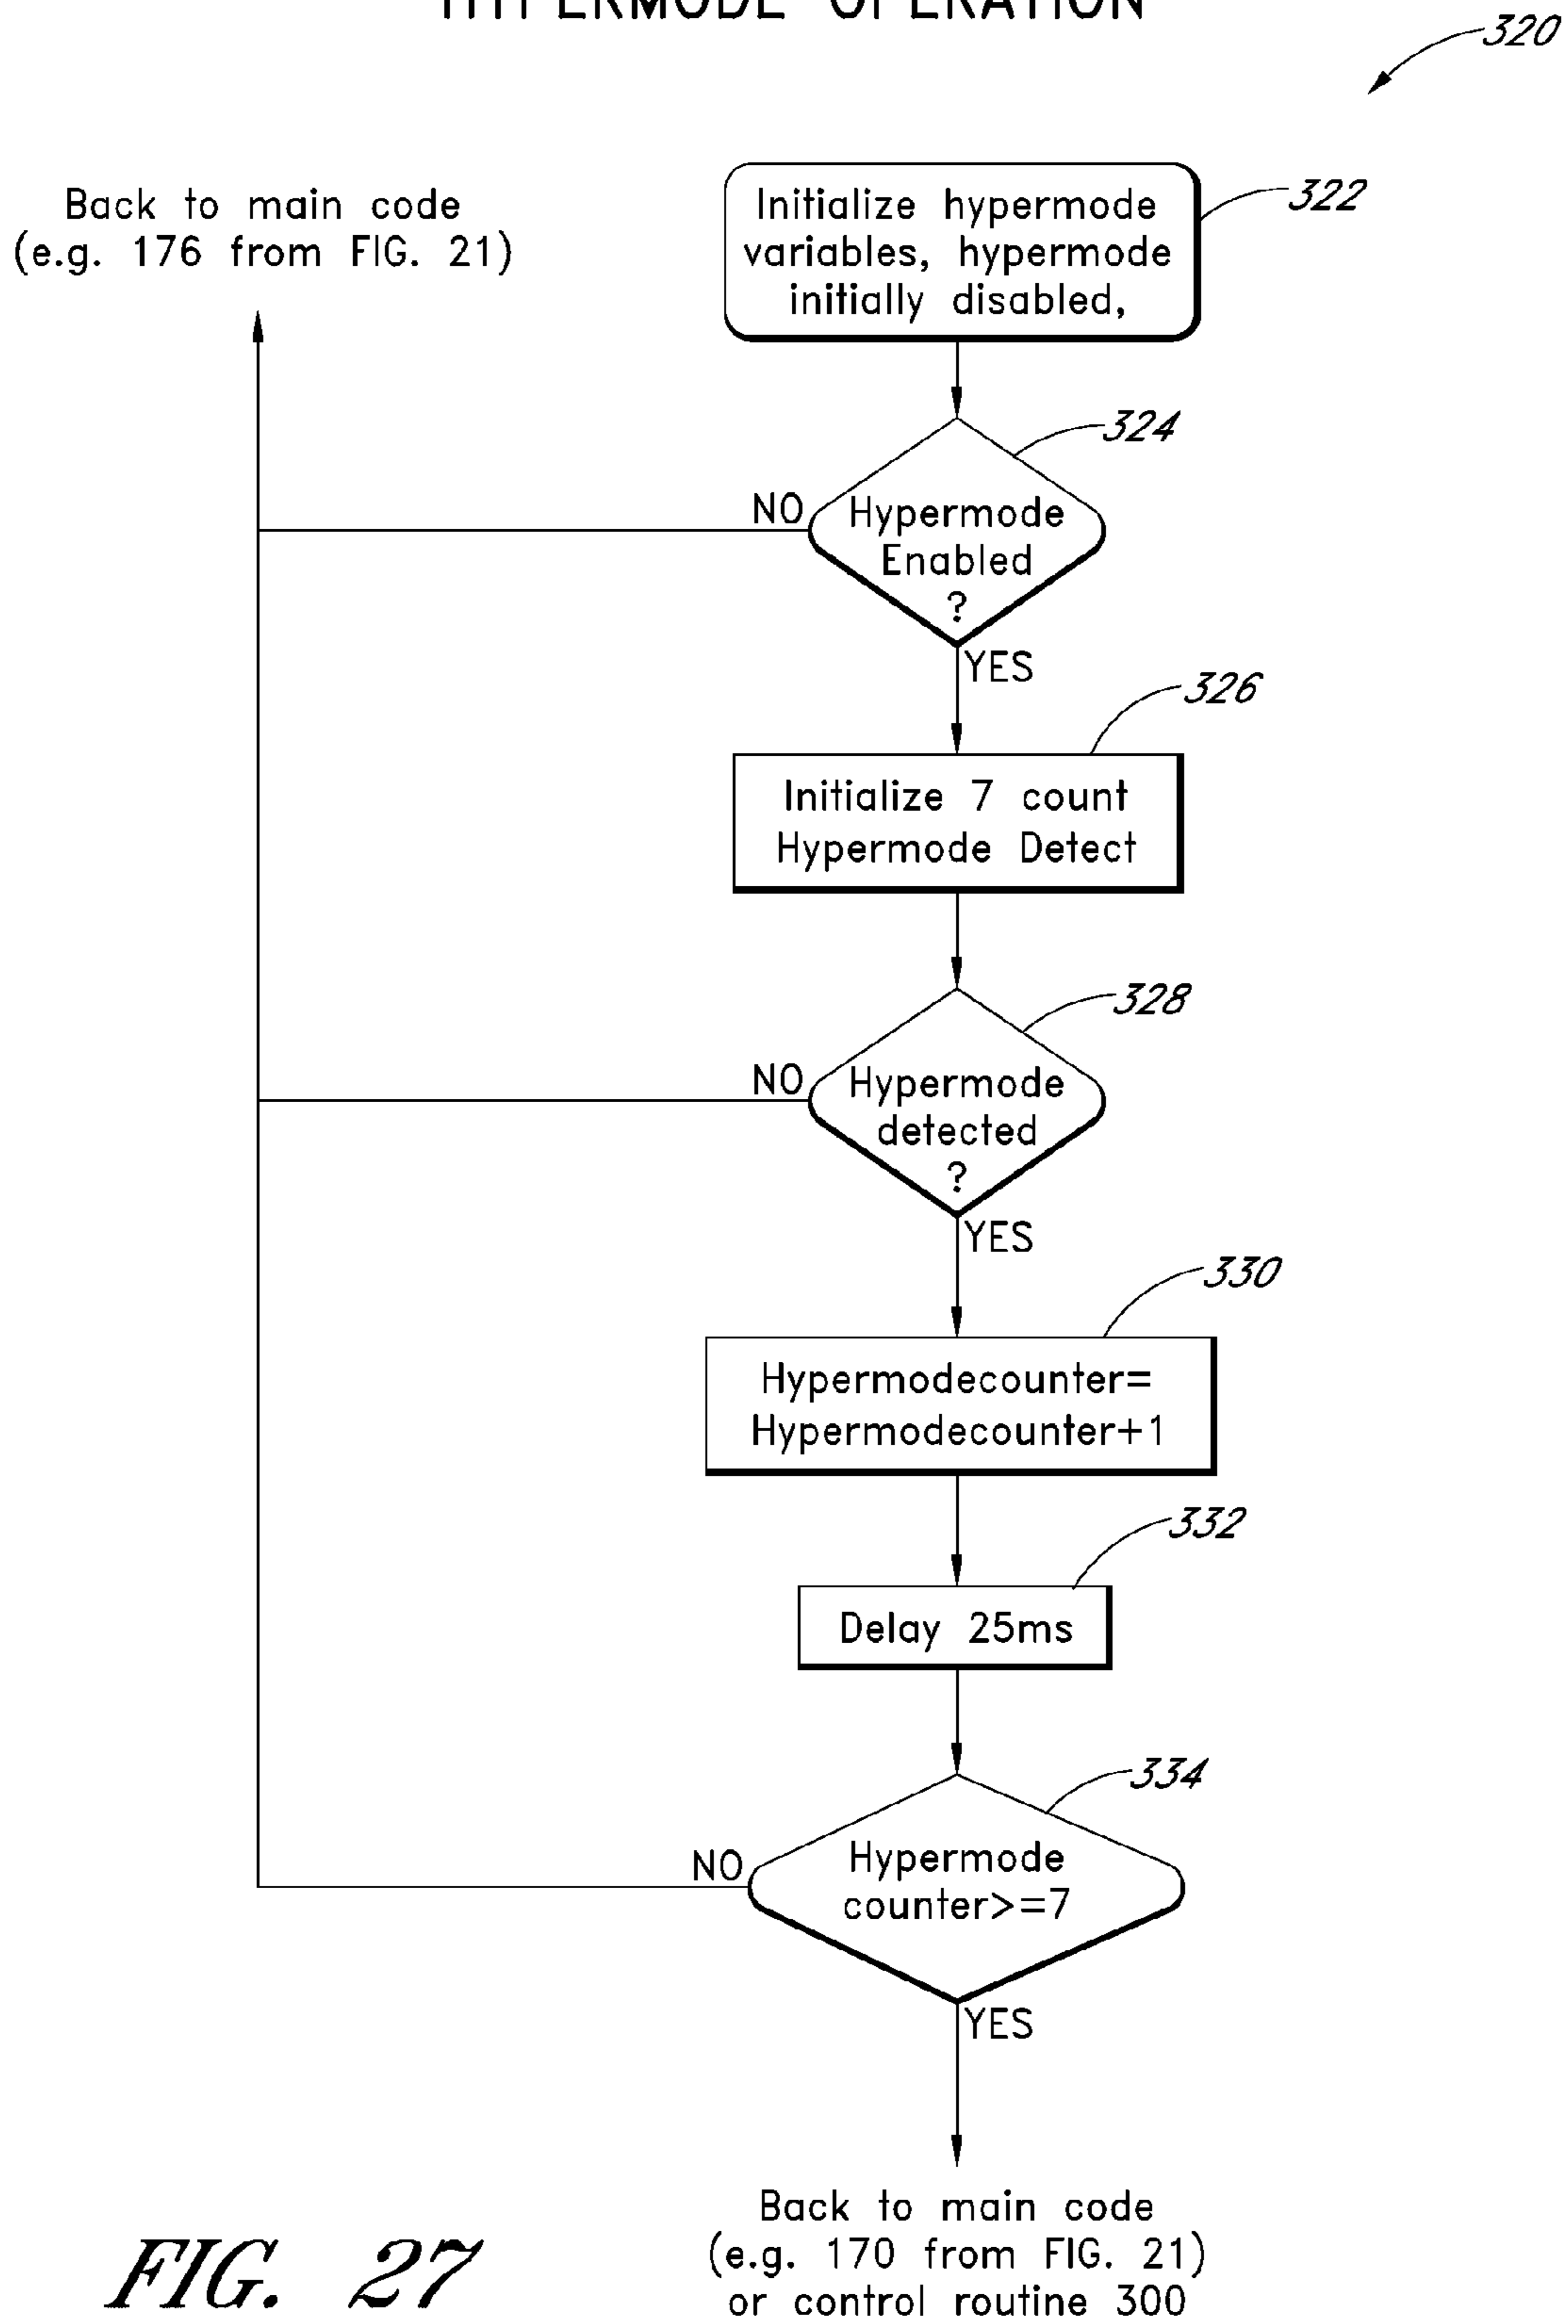 HYPERMODE OPERATION
320
Back to main code
(e.g. 176 from FIG. 21)
Initialize hypermode
variables, hypermode
initially disabled,
322
324
NO
Hypermode
Enabled
?
YES
326
Initialize 7 count
Hypermode Detect
328
NO
Hypermode
detected
?
YES
330
Hypermodecounter=
Hypermodecounter+1
332
Delay 25ms
334
NO
Hypermode
counter>=7
YES
Back to main code
(e.g. 170 from FIG. 21)
or control routine 300
FIG. 27